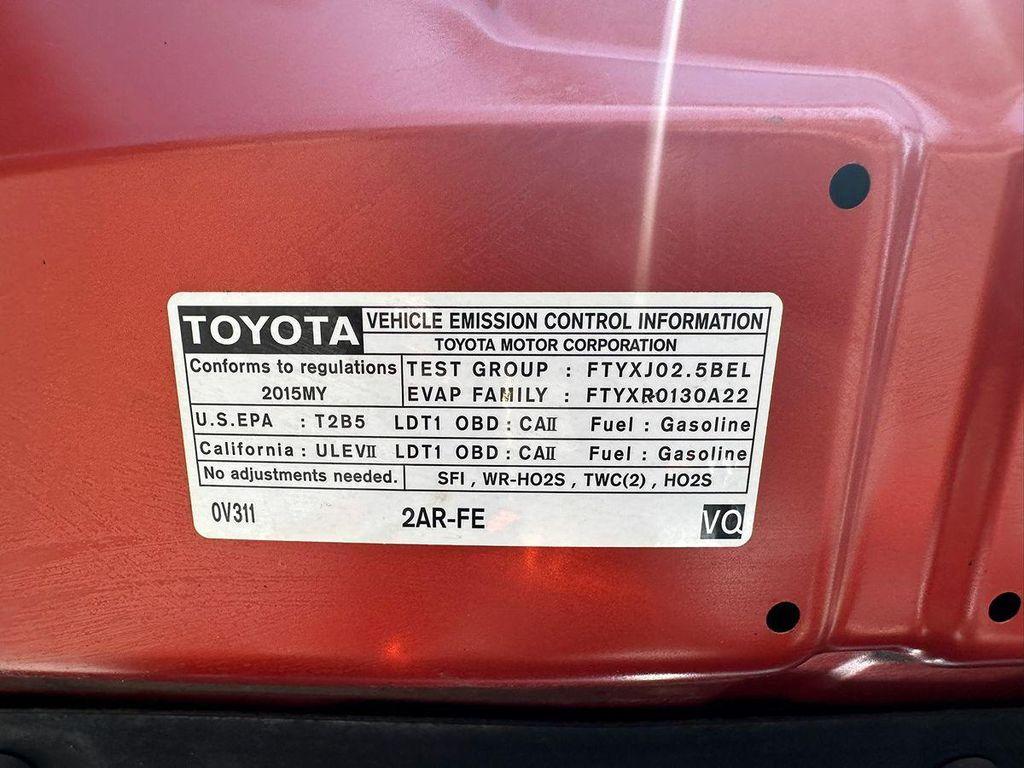 TOYOTA
VEHICLE EMISSION CONTROL INFORMATION
TOYOTA MOTOR CORPORATION
Conforms to regulations
2015MY
TEST GROUP : FTYXJ02.5BEL
EVAP FAMILY : FTYXR0130A22
U.S.EPA : T2B5 LDT1 OBD : CAII Fuel : Gasoline
California : ULEVII LDT1 OBD : CAII Fuel : Gasoline
No adjustments needed.
SFI , WR-HO2S , TWC(2) , HO2S
0V311
2AR-FE
VQ